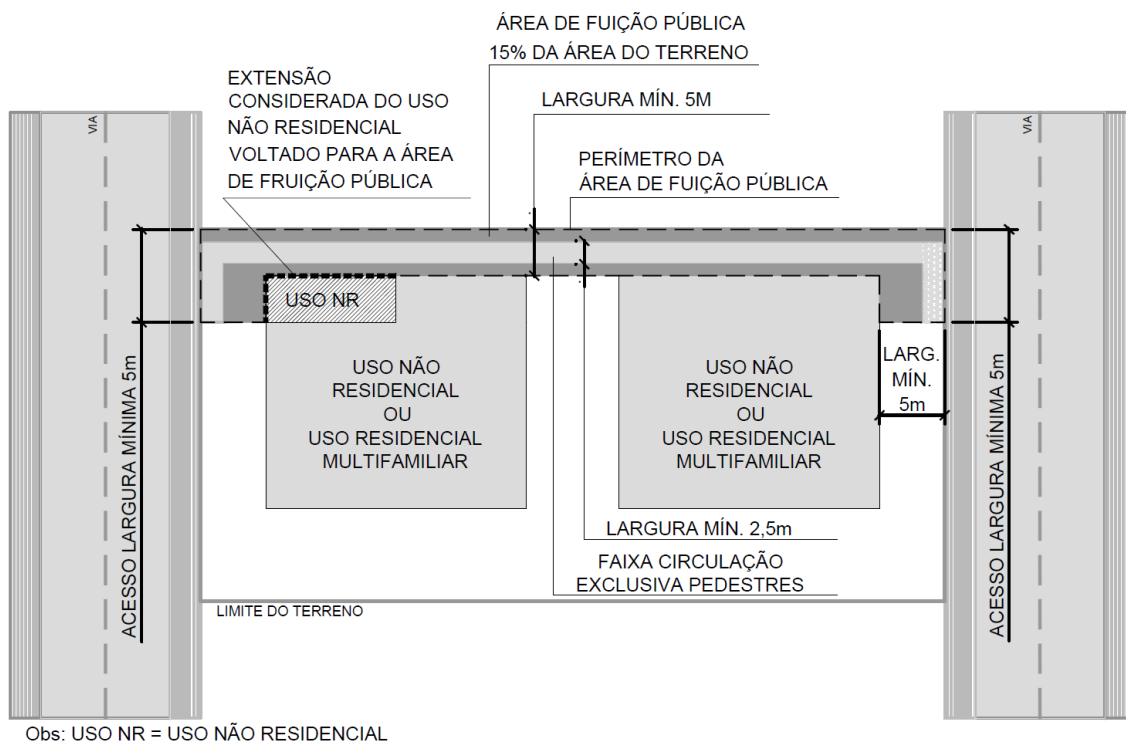 ÁREA DE FUIÇÃO PÚBLICA
15% DA ÁREA DO TERRENO
EXTENSÃO
CONSIDERADA DO USO
NÃO RESIDENCIAL
VOLTADO PARA A ÁREA
DE FRUIÇÃO PÚBLICA
LARGURA MÍN. 5M
PERÍMETRO DA
ÁREA DE FUIÇÃO PÚBLICA
VIA
VIA
USO NR
USO NÃO
RESIDENCIAL
OU
USO RESIDENCIAL
MULTIFAMILIAR
USO NÃO
RESIDENCIAL
OU
USO RESIDENCIAL
MULTIFAMILIAR
LARG.
MÍN.
5m
ACESSO LARGURA MÍNIMA 5m
ACESSO LARGURA MÍNIMA 5m
LARGURA MÍN. 2,5m
FAIXA CIRCULAÇÃO
EXCLUSIVA PEDESTRES
LIMITE DO TERRENO
Obs: USO NR = USO NÃO RESIDENCIAL